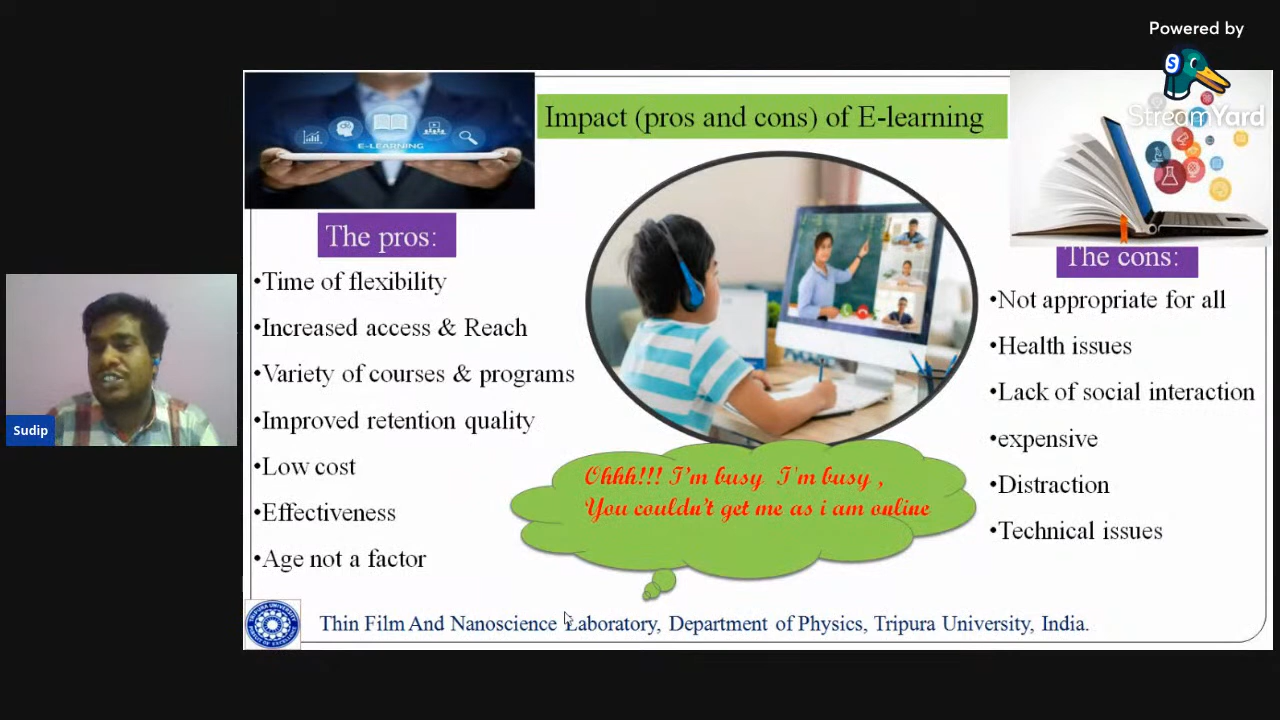 Powered by
StreamYard
Impact (pros and cons) of E-learning
E-LEARNING
The pros:
•Time of flexibility
•Increased access & Reach
•Variety of courses & programs
•Improved retention quality
•Low cost
•Effectiveness
•Age not a factor
The cons:
•Not appropriate for all
•Health issues
•Lack of social interaction
•expensive
•Distraction
•Technical issues
Ohhh!!! I'm busy I'm busy ,
You couldn't get me as i am online
Sudip
TRIPURA UNIVERSITY
Thin Film And Nanoscience Laboratory, Department of Physics, Tripura University, India.